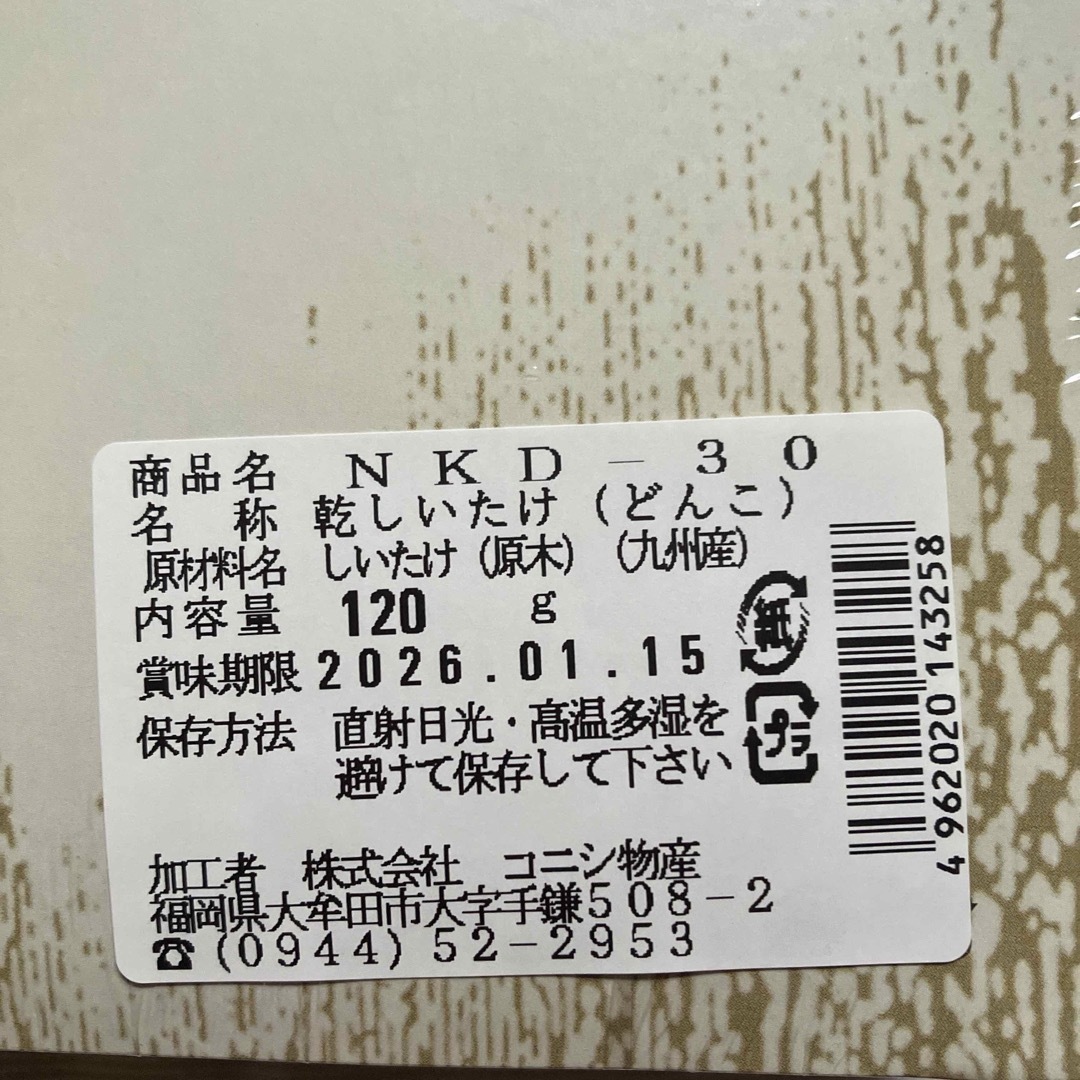 商品名 NKD-30
名称 乾しいたけ(どんこ)
原材料名 しいたけ(原木)(九州産)
内容量 120 g
賞味期限 2026.01.15
保存方法 直射日光・高温多湿を
避けて保存して下さい
紙
プラ
4962020143258
加工者 株式会社 コニシ物産
福岡県大牟田市大字手鎌508-2
☎(0944)52-2953